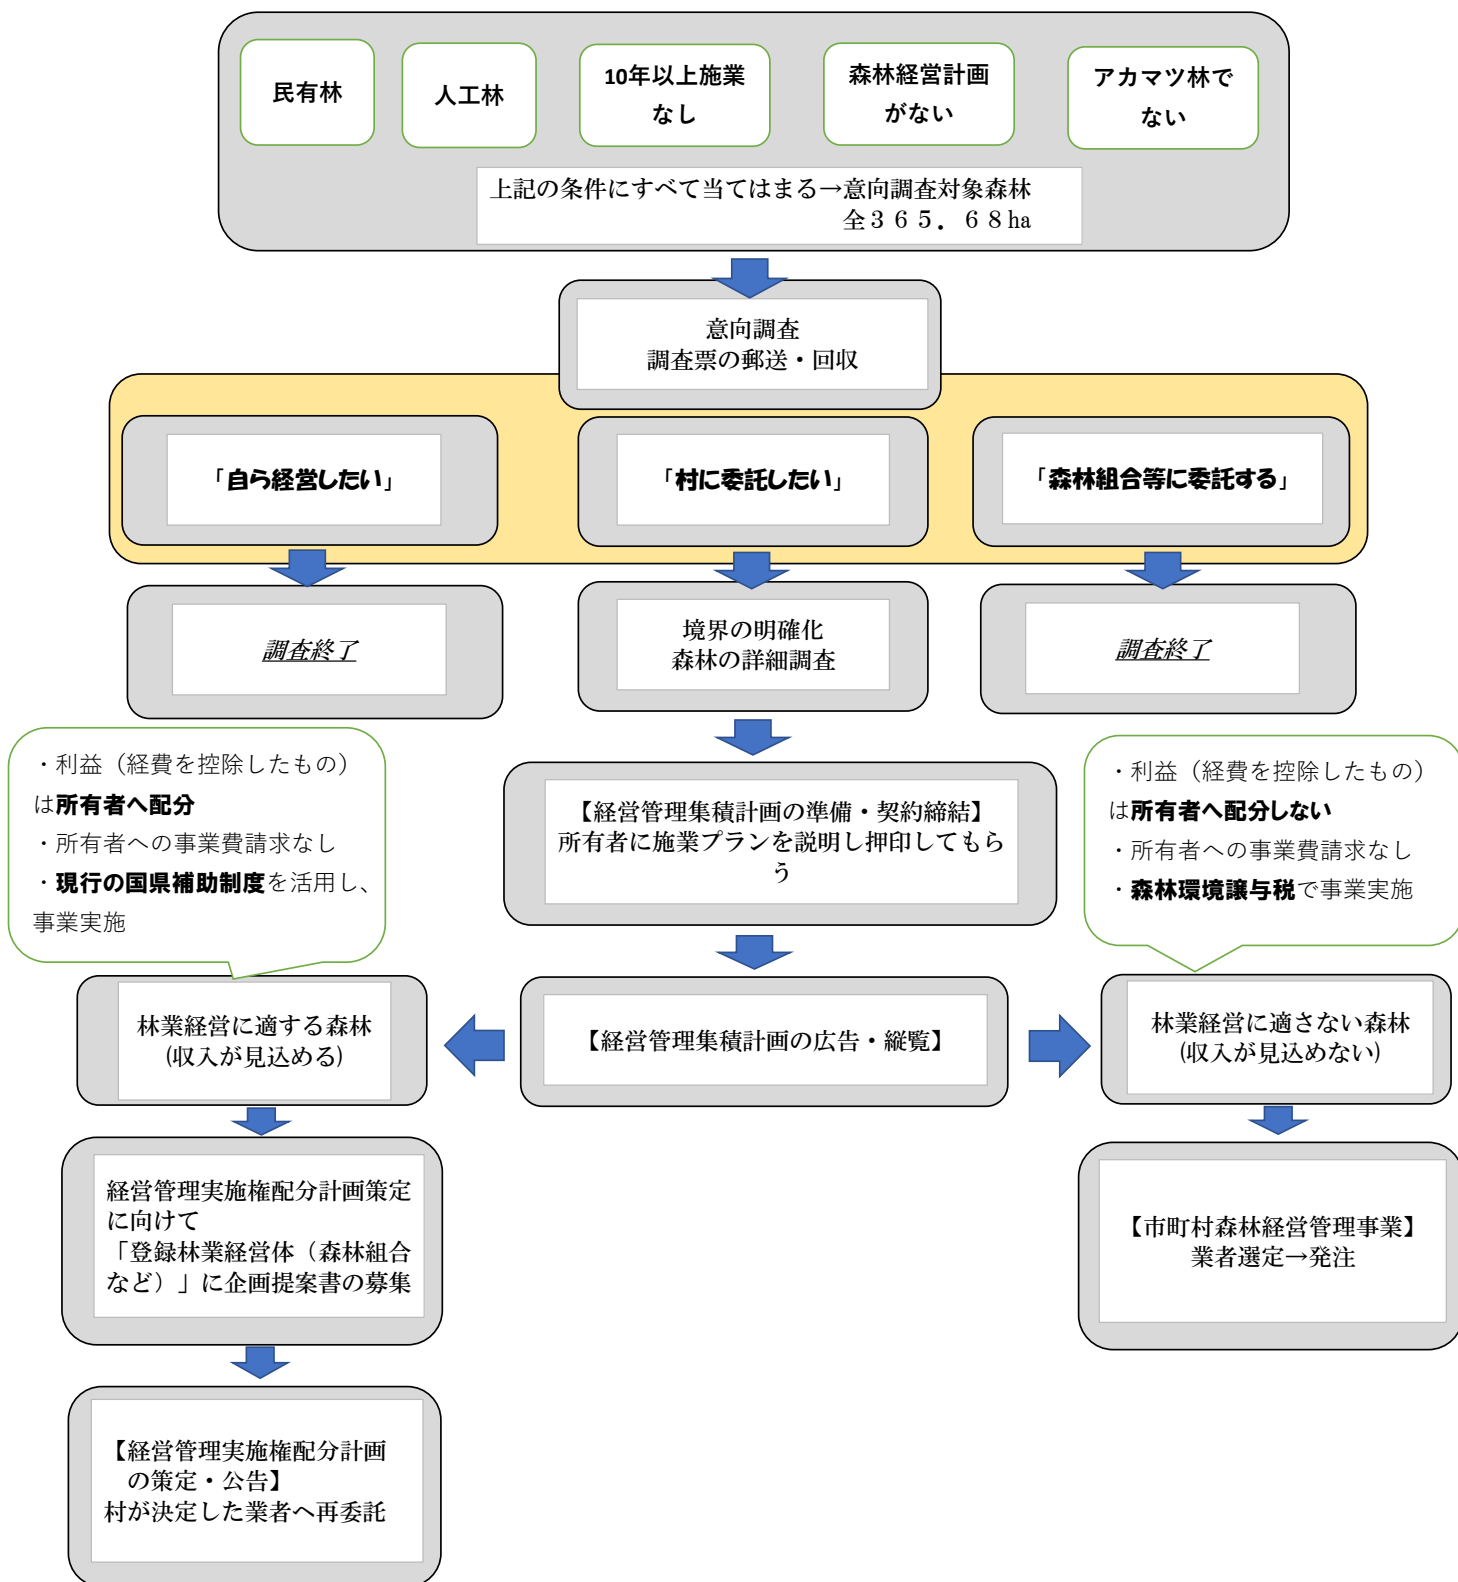 民有林
人工林
10年以上施業
なし
森林経営計画
がない
アカマツ林で
ない
上記の条件にすべて当てはまる→意向調査対象森林
全３６５．６８ha
意向調査
調査票の郵送・回収
「自ら経営したい」
「村に委託したい」
「森林組合等に委託する」
調査終了
境界の明確化
森林の詳細調査
調査終了
・利益（経費を控除したもの）
は所有者へ配分
・所有者への事業費請求なし
・現行の国県補助制度を活用し、
事業実施
【経営管理集積計画の準備・契約締結】
所有者に施業プランを説明し押印してもら
う
・利益（経費を控除したもの）
は所有者へ配分しない
・所有者への事業費請求なし
・森林環境譲与税で事業実施
林業経営に適する森林
(収入が見込める)
【経営管理集積計画の広告・縦覧】
林業経営に適さない森林
(収入が見込めない)
経営管理実施権配分計画策定
に向けて
「登録林業経営体（森林組合
など）」に企画提案書の募集
【市町村森林経営管理事業】
業者選定→発注
【経営管理実施権配分計画
の策定・公告】
村が決定した業者へ再委託